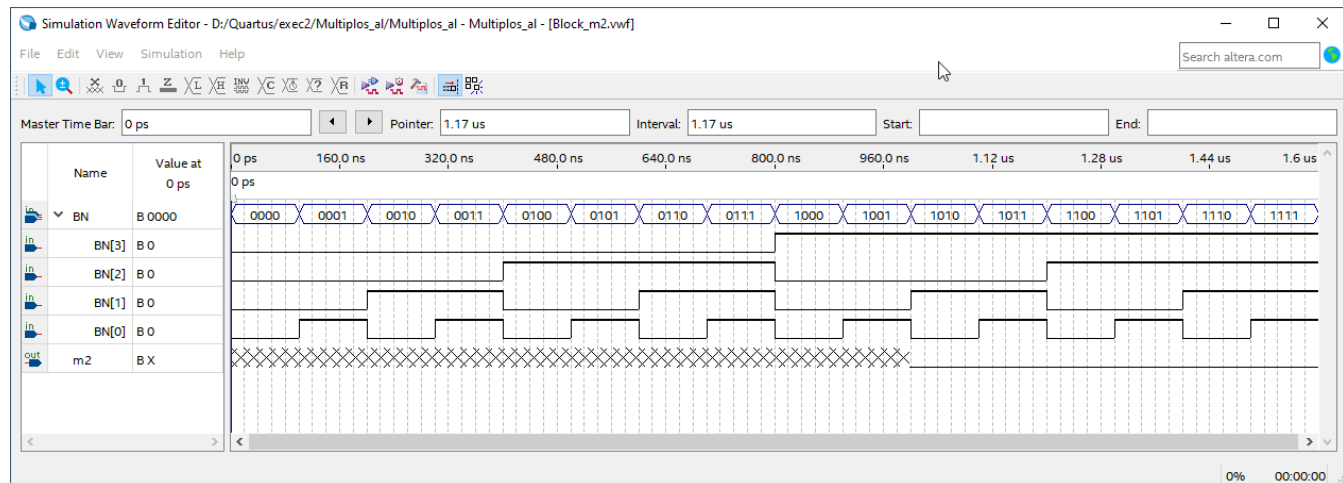 Simulation Waveform Editor - D:/Quartus/exec2/Multiplos_al/Multiplos_al - Multiplos_al - [Block_m2.vwf]
File Edit View Simulation Help
Search altera.com
Master Time Bar: 0 ps Pointer: 1.17 us Interval: 1.17 us Start: End:
Name Value at 0 ps
0 ps 160.0 ns 320.0 ns 480.0 ns 640.0 ns 800.0 ns 960.0 ns 1.12 us 1.28 us 1.44 us 1.6 us
0 ps
BN B 0000 0000 0001 0010 0011 0100 0101 0110 0111 1000 1001 1010 1011 1100 1101 1110 1111
in BN[3] B 0
in BN[2] B 0
in BN[1] B 0
in BN[0] B 0
out m2 B X
0% 00:00:00